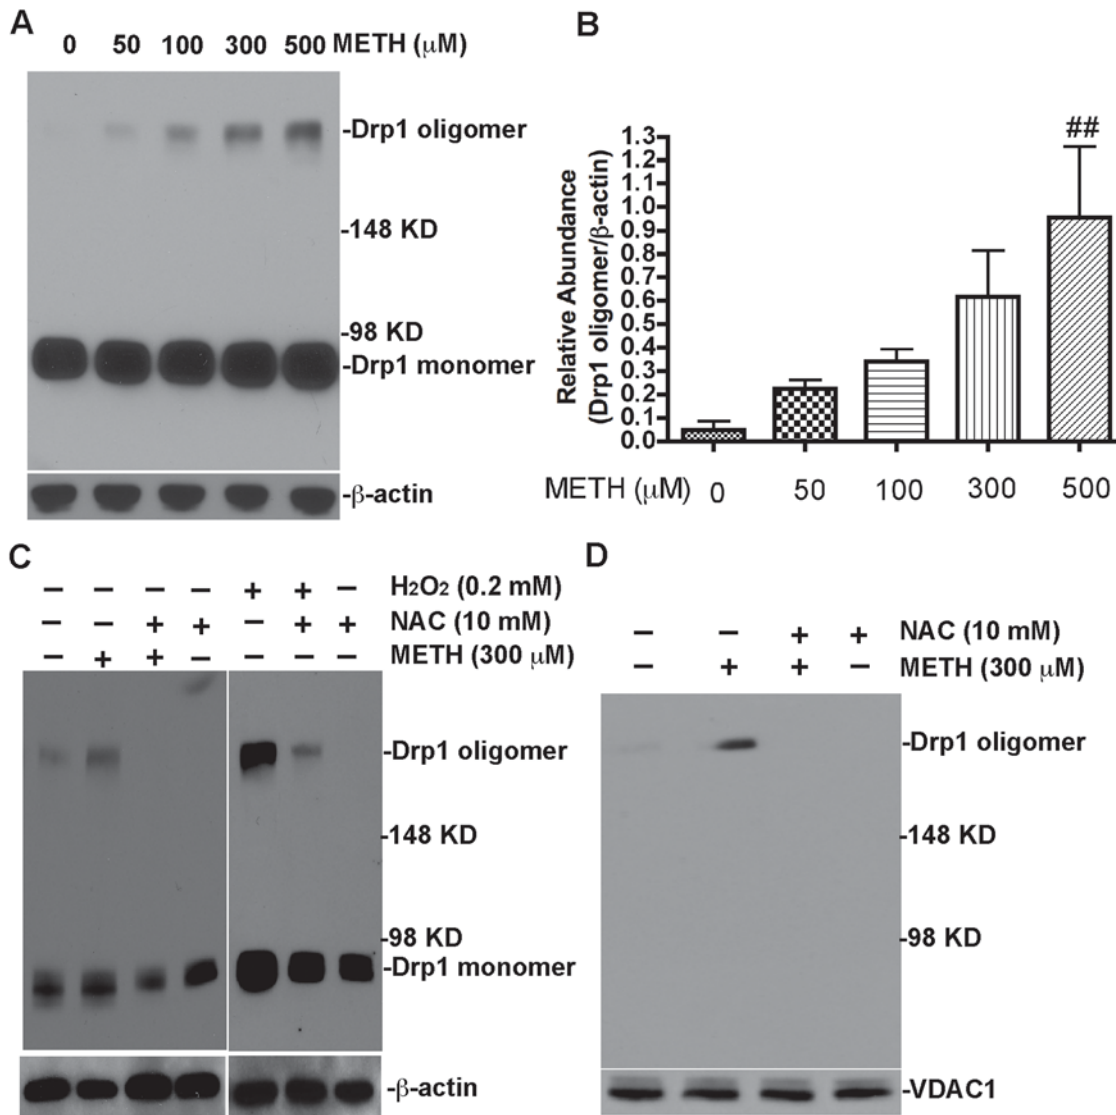 A
0 50 100 300 500 METH (μM)
-Drp1 oligomer
-148 KD
-98 KD
-Drp1 monomer
-β-actin
B
Relative Abundance
(Drp1 oligomer/β-actin)
1.3
1.2
1.1
1.0
0.9
0.8
0.7
0.6
0.5
0.4
0.3
0.2
0.1
0.0
##
METH (μM) 0 50 100 300 500
C
– – – – + + – H2O2 (0.2 mM)
– – + + – + + NAC (10 mM)
– + + – – – – METH (300 μM)
-Drp1 oligomer
-148 KD
-98 KD
-Drp1 monomer
-β-actin
D
– – + + NAC (10 mM)
– + + – METH (300 μM)
-Drp1 oligomer
-148 KD
-98 KD
-VDAC1